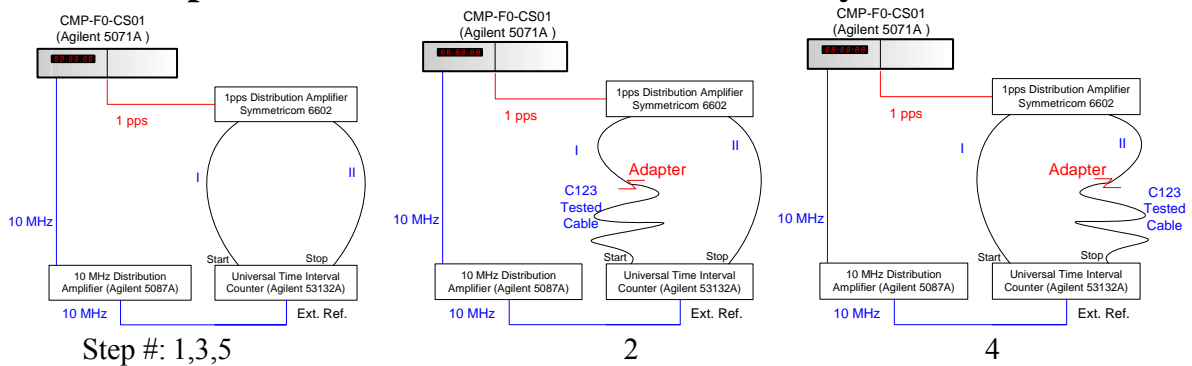 CMP-F0-CS01
(Agilent 5071A )
1pps Distribution Amplifier
Symmetricom 6602
1 pps
I
II
10 MHz
Start
Stop
10 MHz Distribution
Amplifier (Agilent 5087A)
Universal Time Interval
Counter (Agilent 53132A)
10 MHz
Ext. Ref.
Step #: 1,3,5
CMP-F0-CS01
(Agilent 5071A )
1pps Distribution Amplifier
Symmetricom 6602
1 pps
I
II
Adapter
C123
Tested
Cable
10 MHz
Start
Stop
10 MHz Distribution
Amplifier (Agilent 5087A)
Universal Time Interval
Counter (Agilent 53132A)
10 MHz
Ext. Ref.
2
CMP-F0-CS01
(Agilent 5071A )
1pps Distribution Amplifier
Symmetricom 6602
1 pps
I
II
Adapter
C123
Tested
Cable
10 MHz
Start
Stop
10 MHz Distribution
Amplifier (Agilent 5087A)
Universal Time Interval
Counter (Agilent 53132A)
10 MHz
Ext. Ref.
4